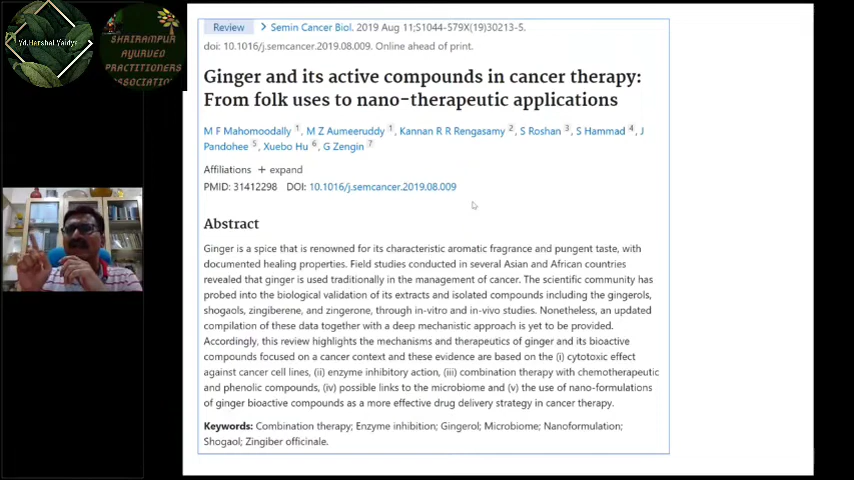 Yd.Harshal Vaidya
SHRIRAMPUR
AYURVED
PRACTITIONERS
ASSOCIATION
Review
Semin Cancer Biol. 2019 Aug 11;S1044-579X(19)30213-5.
doi: 10.1016/j.semcancer.2019.08.009. Online ahead of print.
Ginger and its active compounds in cancer therapy:
From folk uses to nano-therapeutic applications
M F Mahomoodally 1, M Z Aumeeruddy 1, Kannan R R Rengasamy 2, S Roshan 3, S Hammad 4, J
Pandohee 5, Xuebo Hu 6, G Zengin 7
Affiliations + expand
PMID: 31412298 DOI: 10.1016/j.semcancer.2019.08.009
Abstract
Ginger is a spice that is renowned for its characteristic aromatic fragrance and pungent taste, with
documented healing properties. Field studies conducted in several Asian and African countries
revealed that ginger is used traditionally in the management of cancer. The scientific community has
probed into the biological validation of its extracts and isolated compounds including the gingerols,
shogaols, zingiberene, and zingerone, through in-vitro and in-vivo studies. Nonetheless, an updated
compilation of these data together with a deep mechanistic approach is yet to be provided.
Accordingly, this review highlights the mechanisms and therapeutics of ginger and its bioactive
compounds focused on a cancer context and these evidence are based on the (i) cytotoxic effect
against cancer cell lines, (ii) enzyme inhibitory action, (iii) combination therapy with chemotherapeutic
and phenolic compounds, (iv) possible links to the microbiome and (v) the use of nano-formulations
of ginger bioactive compounds as a more effective drug delivery strategy in cancer therapy.
Keywords: Combination therapy; Enzyme inhibition; Gingerol; Microbiome; Nanoformulation;
Shogaol; Zingiber officinale.